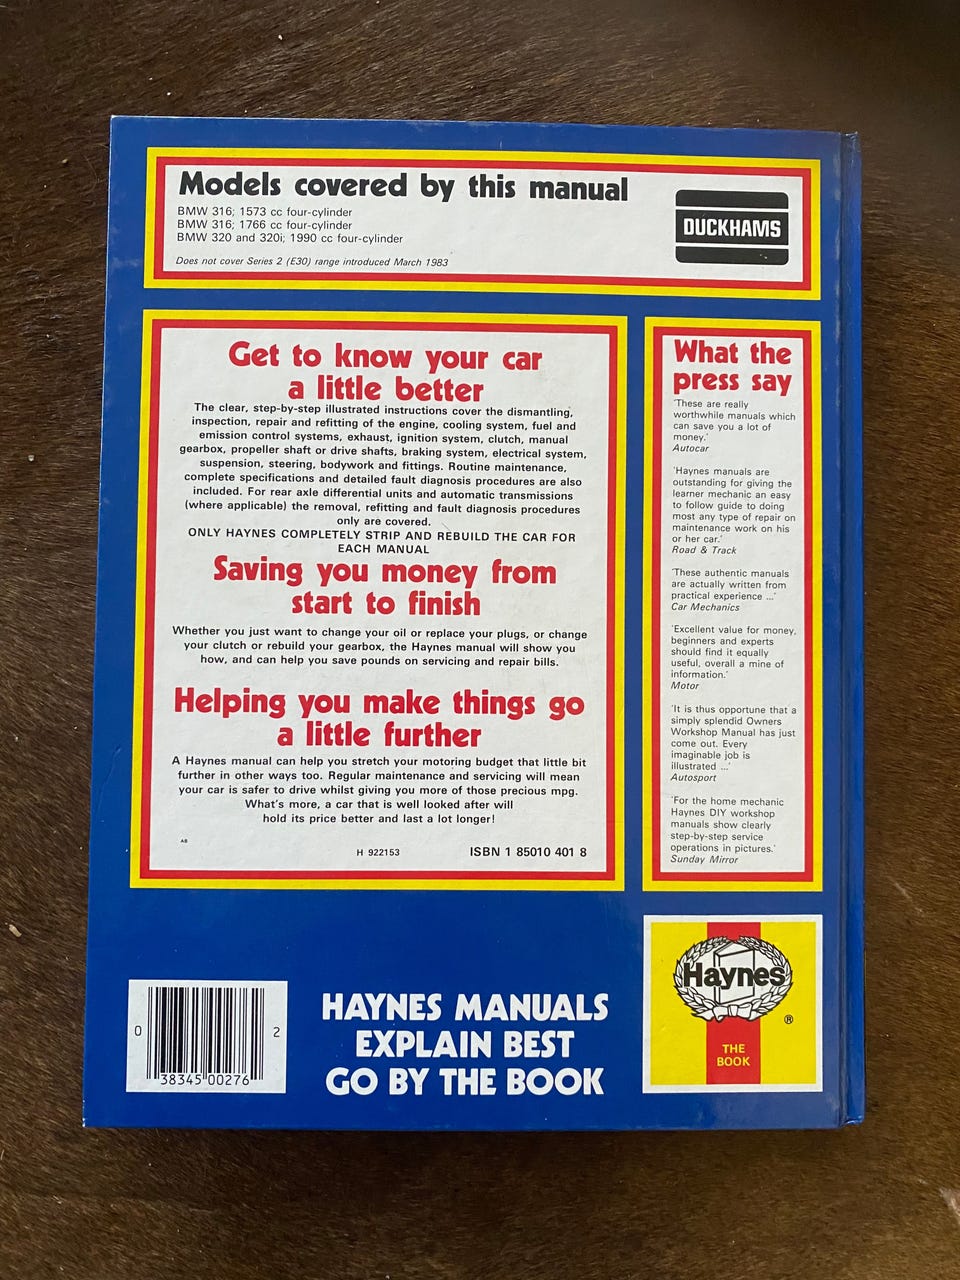 Models covered by this manual
BMW 316; 1573 cc four-cylinder
BMW 316; 1766 cc four-cylinder
BMW 320 and 320i; 1990 cc four-cylinder
Does not cover Series 2 (E30) range introduced March 1983
DUCKHAMS
Get to know your car
a little better
The clear, step-by-step illustrated instructions cover the dismantling,
inspection, repair and refitting of the engine, cooling system, fuel and
emission control systems, exhaust, ignition system, clutch, manual
gearbox, propeller shaft or drive shafts, braking system, electrical system,
suspension, steering, bodywork and fittings. Routine maintenance,
complete specifications and detailed fault diagnosis procedures are also
included. For rear axle differential units and automatic transmissions
(where applicable) the removal, refitting and fault diagnosis procedures
only are covered.
ONLY HAYNES COMPLETELY STRIP AND REBUILD THE CAR FOR
EACH MANUAL
Saving you money from
start to finish
Whether you just want to change your oil or replace your plugs, or change
your clutch or rebuild your gearbox, the Haynes manual will show you
how, and can help you save pounds on servicing and repair bills.
Helping you make things go
a little further
A Haynes manual can help you stretch your motoring budget that little bit
further in other ways too. Regular maintenance and servicing will mean
your car is safer to drive whilst giving you more of those precious mpg.
What's more, a car that is well looked after will
hold its price better and last a lot longer!
AB
H 922153
ISBN 1 85010 401 8
What the
press say
'These are really
worthwhile manuals which
can save you a lot of
money.'
Autocar
'Haynes manuals are
outstanding for giving the
learner mechanic an easy
to follow guide to doing
most any type of repair on
maintenance work on his
or her car.'
Road & Track
'These authentic manuals
are actually written from
practical experience ...'
Car Mechanics
'Excellent value for money,
beginners and experts
should find it equally
useful, overall a mine of
information.'
Motor
'It is thus opportune that a
simply splendid Owners
Workshop Manual has just
come out. Every
imaginable job is
illustrated ...'
Autosport
'For the home mechanic
Haynes DIY workshop
manuals show clearly
step-by-step service
operations in pictures.'
Sunday Mirror
0 38345 00276 2
HAYNES MANUALS
EXPLAIN BEST
GO BY THE BOOK
Haynes
®
THE
BOOK